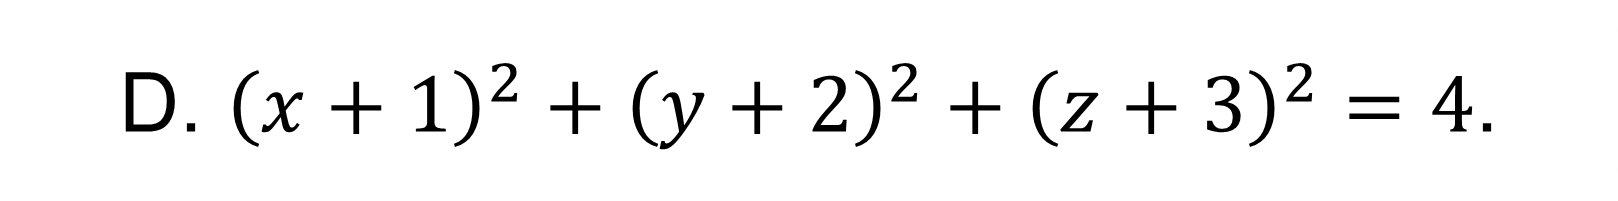 D. (x + 1)² + (y + 2)² + (z + 3)² = 4.